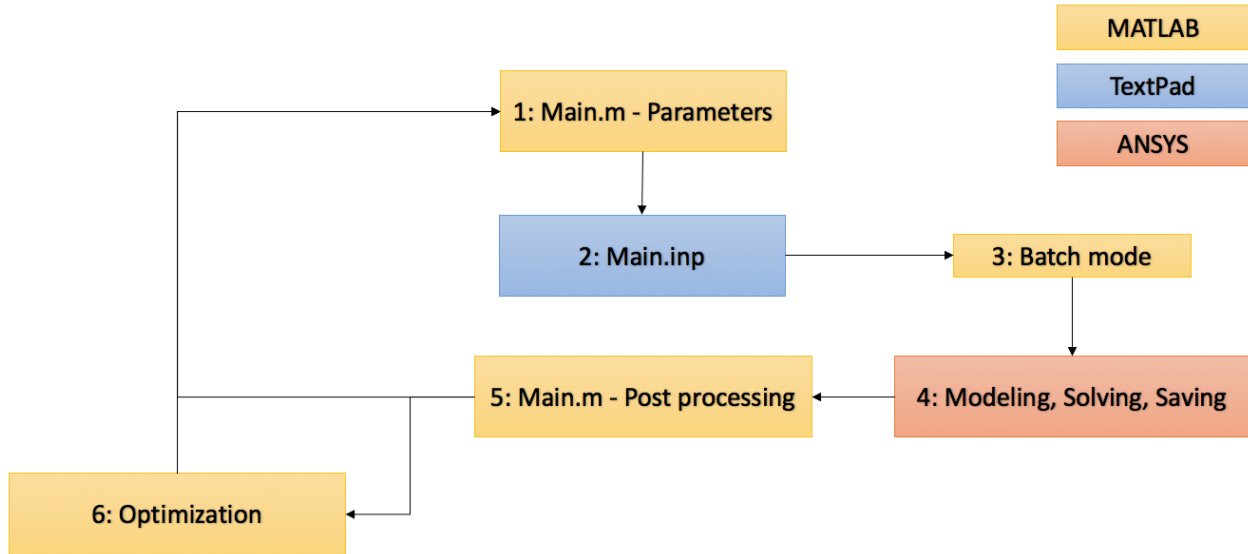 MATLAB
TextPad
ANSYS
1: Main.m - Parameters
2: Main.inp
3: Batch mode
4: Modeling, Solving, Saving
5: Main.m - Post processing
6: Optimization